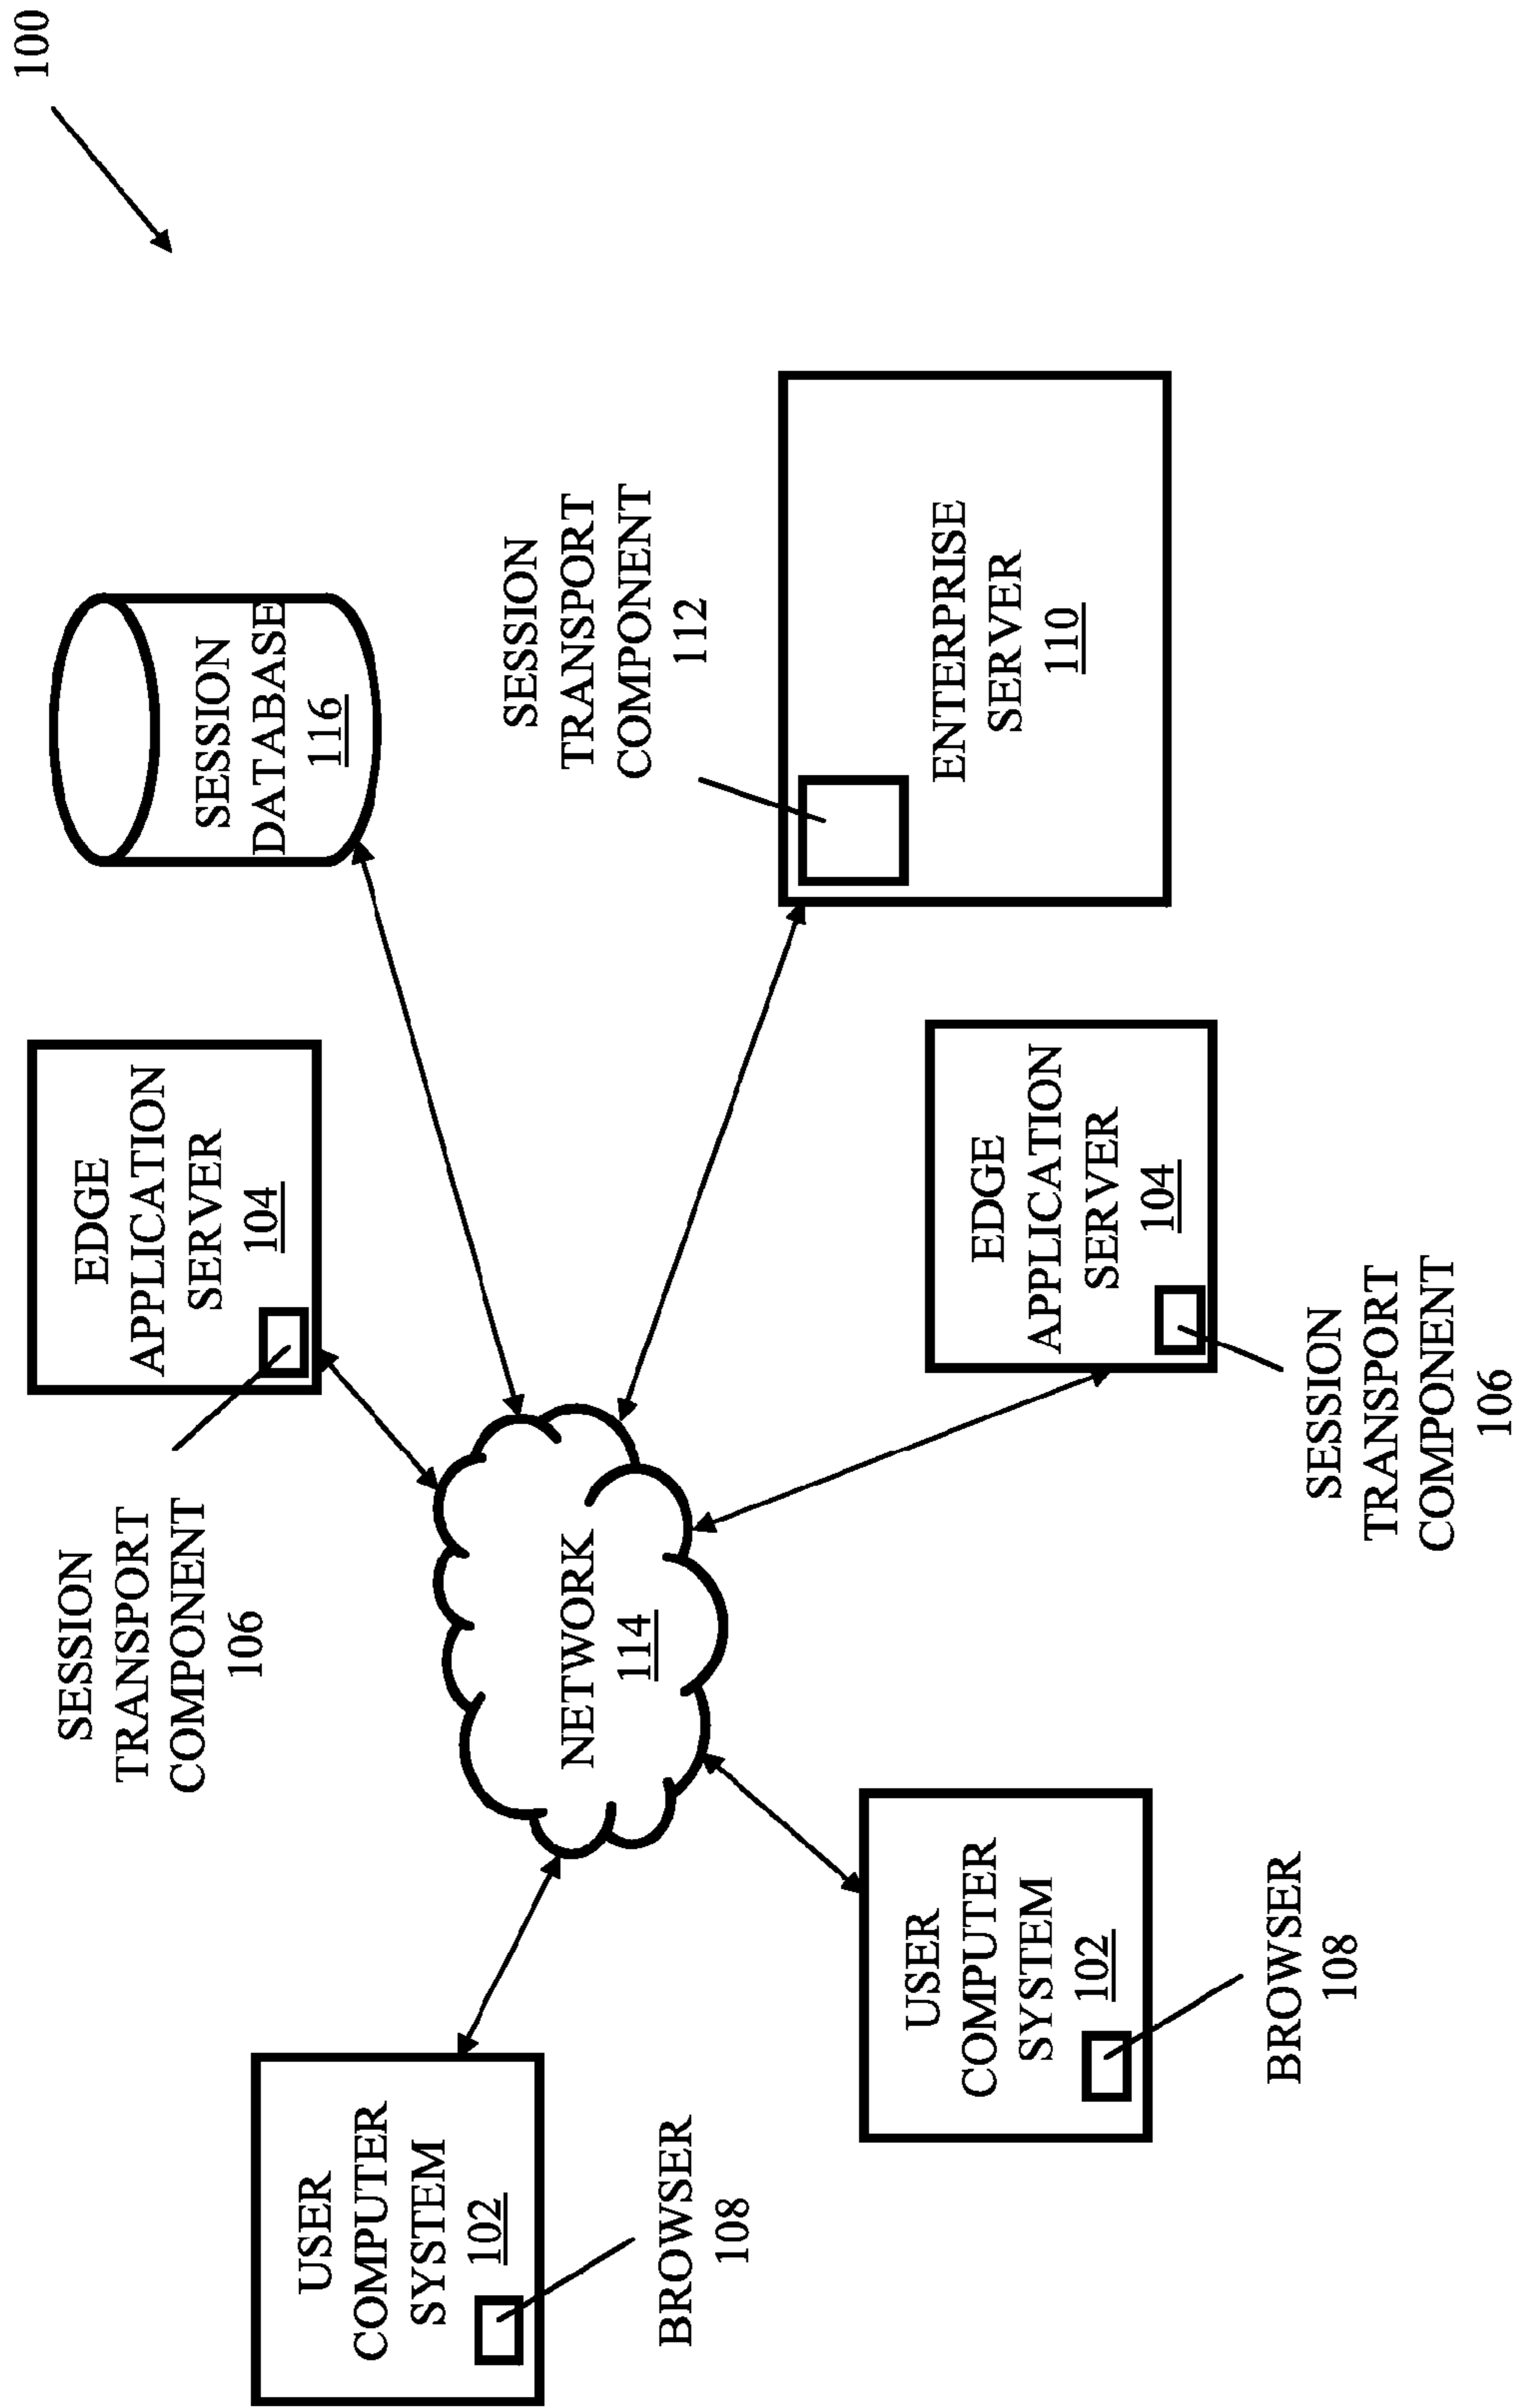 100
SESSION
DATABASE
116
EDGE
APPLICATION
SERVER
104
SESSION
TRANSPORT
COMPONENT
106
SESSION
TRANSPORT
COMPONENT
112
ENTERPRISE
SERVER
110
NETWORK
114
USER
COMPUTER
SYSTEM
102
BROWSER
108
USER
COMPUTER
SYSTEM
102
BROWSER
108
EDGE
APPLICATION
SERVER
104
SESSION
TRANSPORT
COMPONENT
106